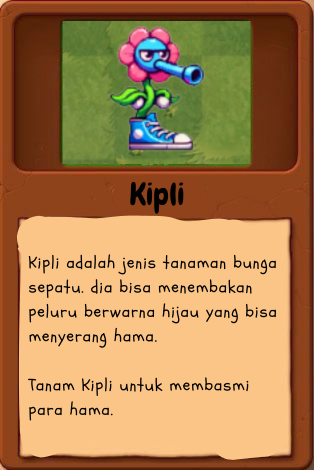 Kipli
Kipli adalah jenis tanaman bunga
sepatu. dia bisa menembakan
peluru berwarna hijau yang bisa
menyerang hama.
Tanam Kipli untuk membasmi
para hama.